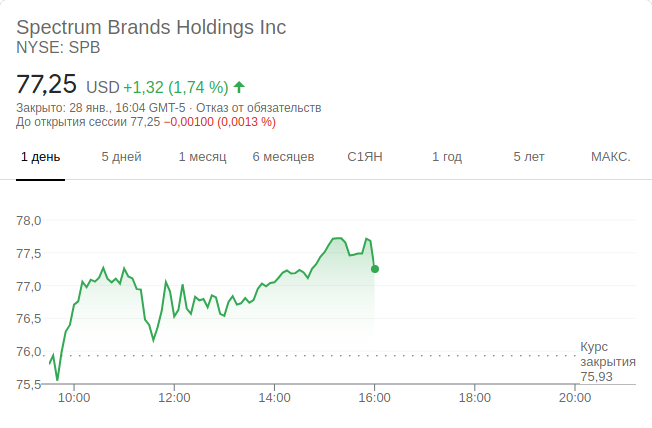 Spectrum Brands Holdings Inc
NYSE: SPB
77,25 USD +1,32 (1,74 %)
Закрыто: 28 янв., 16:04 GMT-5 · Отказ от обязательств
До открытия сессии 77,25 −0,00100 (0,0013 %)
1 день 5 дней 1 месяц 6 месяцев С1ЯН 1 год 5 лет МАКС.
78,0
77,5
77,0
76,5
76,0
75,5
Курс
закрытия
75,93
10:00 12:00 14:00 16:00 18:00 20:00